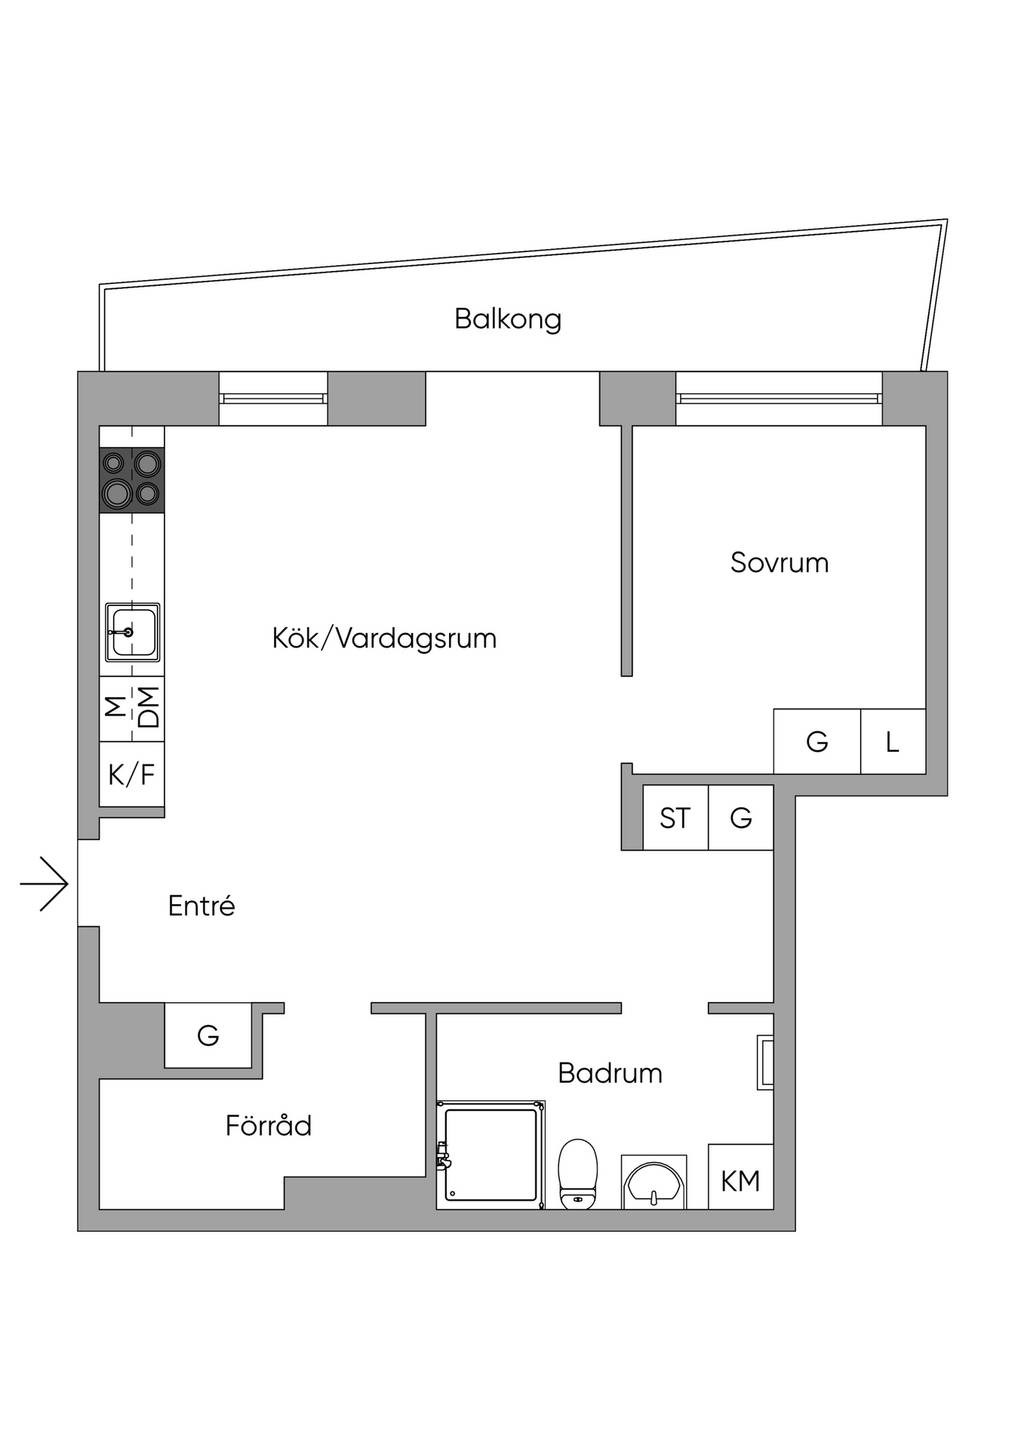 Balkong
Sovrum
Kök/Vardagsrum
M
DM
G
L
K/F
ST
G
Entré
G
Badrum
Förråd
KM